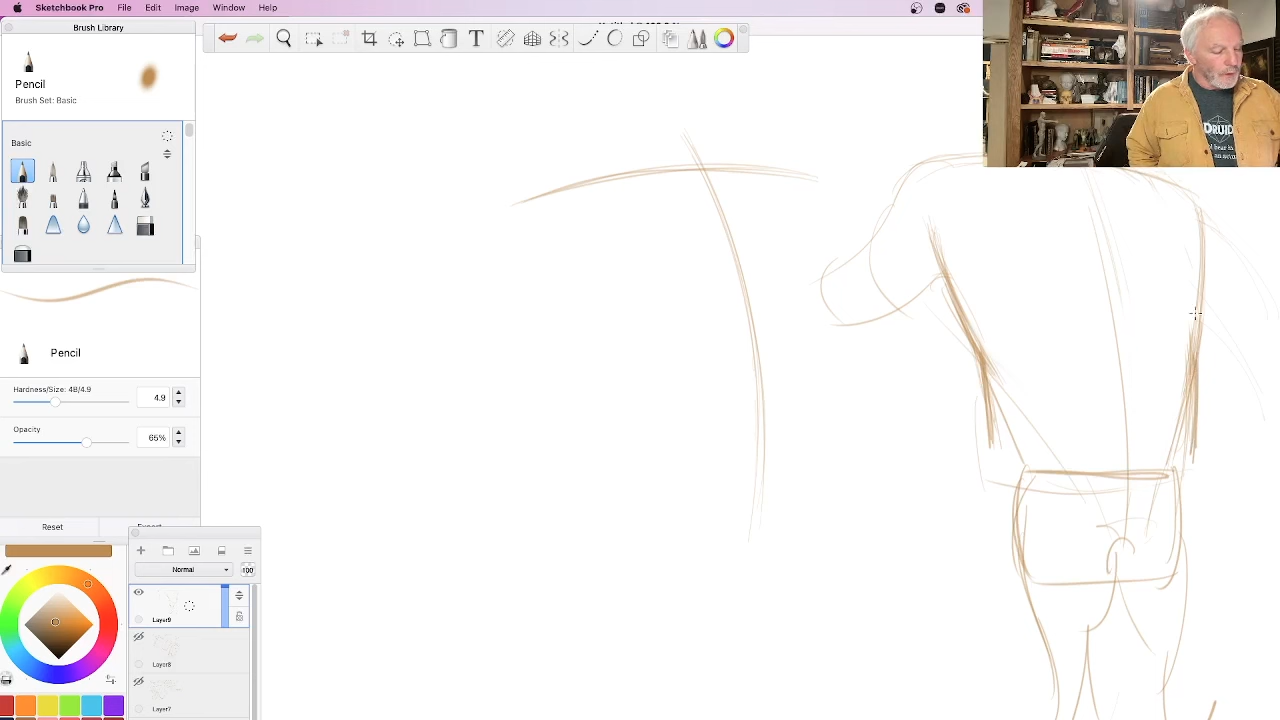 Sketchbook Pro File Edit Image Window Help
Brush Library
Pencil
Brush Set: Basic
Basic
Pencil
Hardness/Size: 4B/4.9
4.9
Opacity
65%
Reset
Normal
100
Layer9
Layer8
Layer7
DRUID